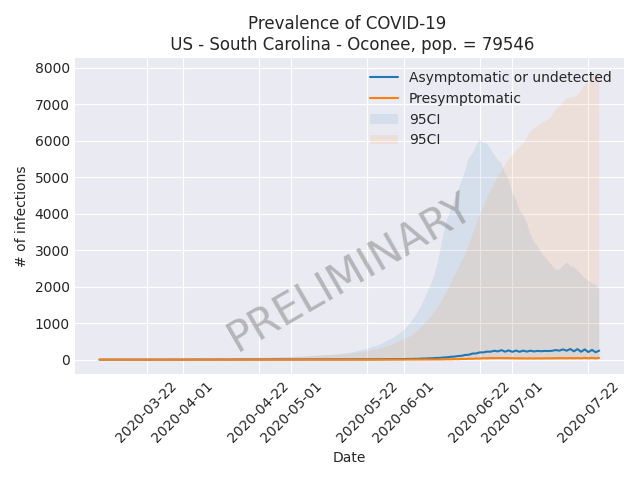 Prevalence of COVID-19
US - South Carolina - Oconee, pop. = 79546
Asymptomatic or undetected
Presymptomatic
95CI
95CI
8000
7000
6000
5000
4000
3000
2000
1000
0
# of infections
PRELIMINARY
2020-03-22
2020-04-01
2020-04-22
2020-05-01
2020-05-22
2020-06-01
2020-06-22
2020-07-01
2020-07-22
Date